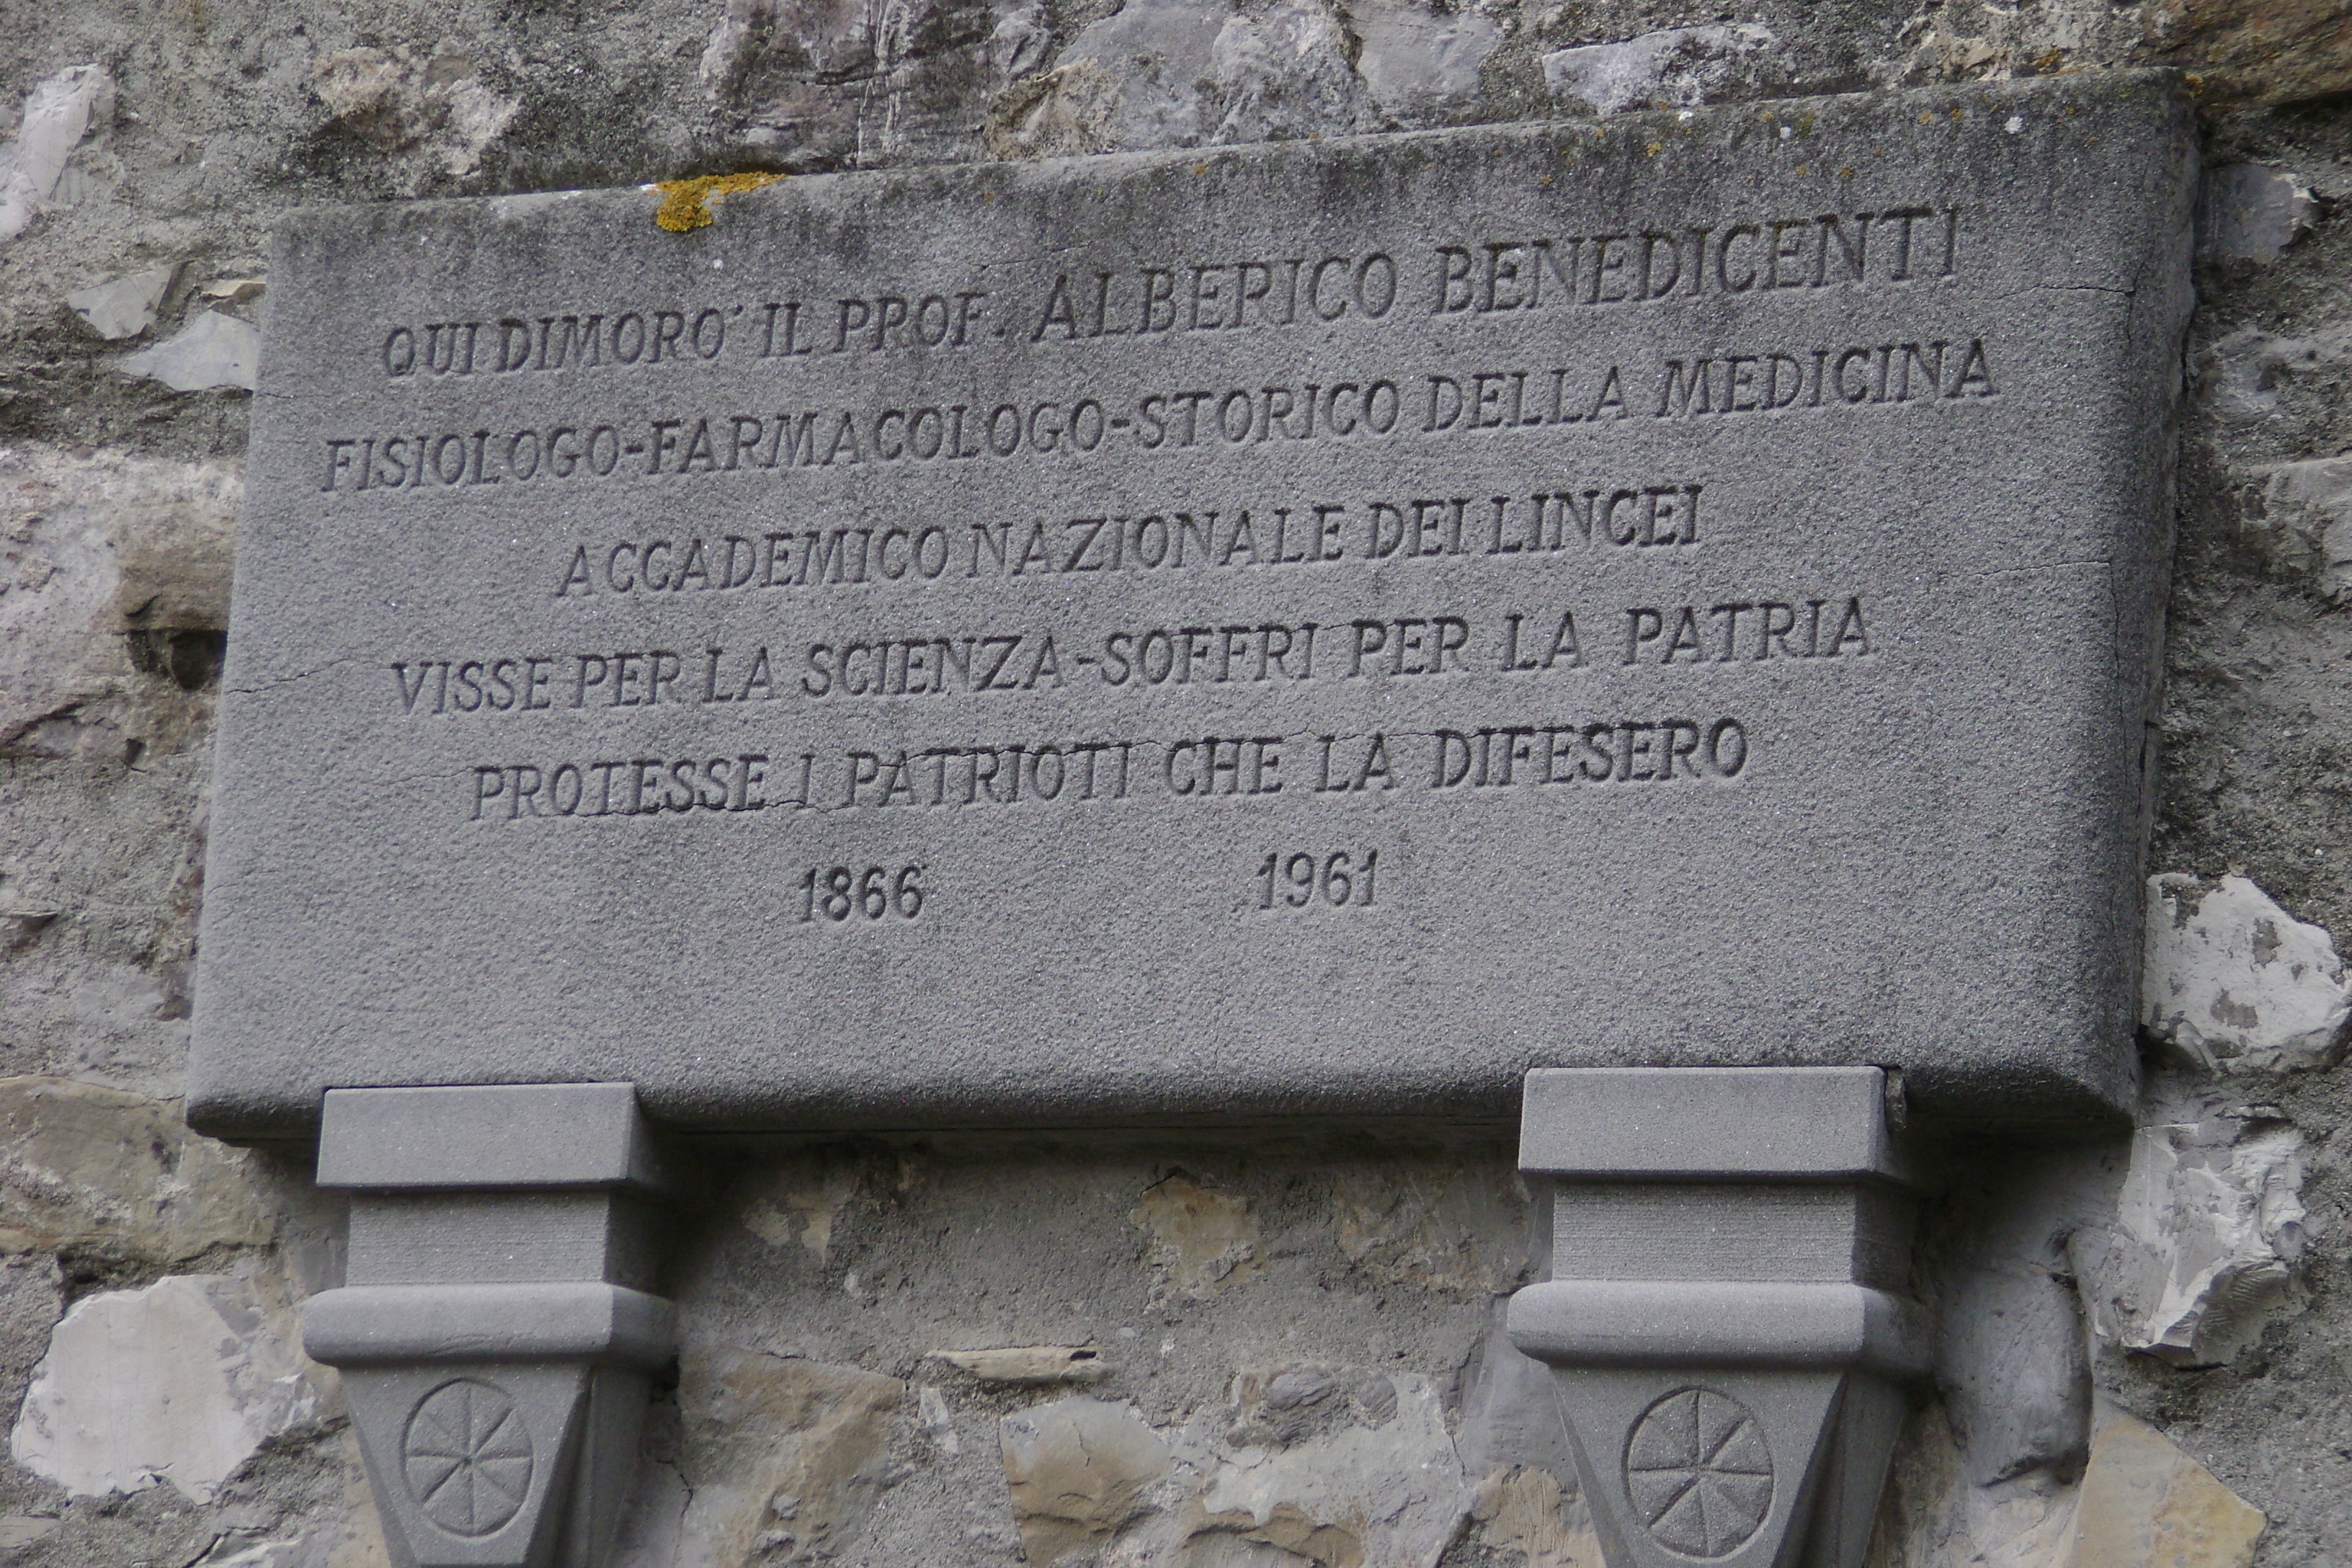 QUI DIMORO' IL PROF. ALBERICO BENEDICENTI
FISIOLOGO-FARMACOLOGO-STORICO DELLA MEDICINA
ACCADEMICO NAZIONALE DEI LINCEI
VISSE PER LA SCIENZA-SOFFRI PER LA PATRIA
PROTESSE I PATRIOTI CHE LA DIFESERO
1866 1961